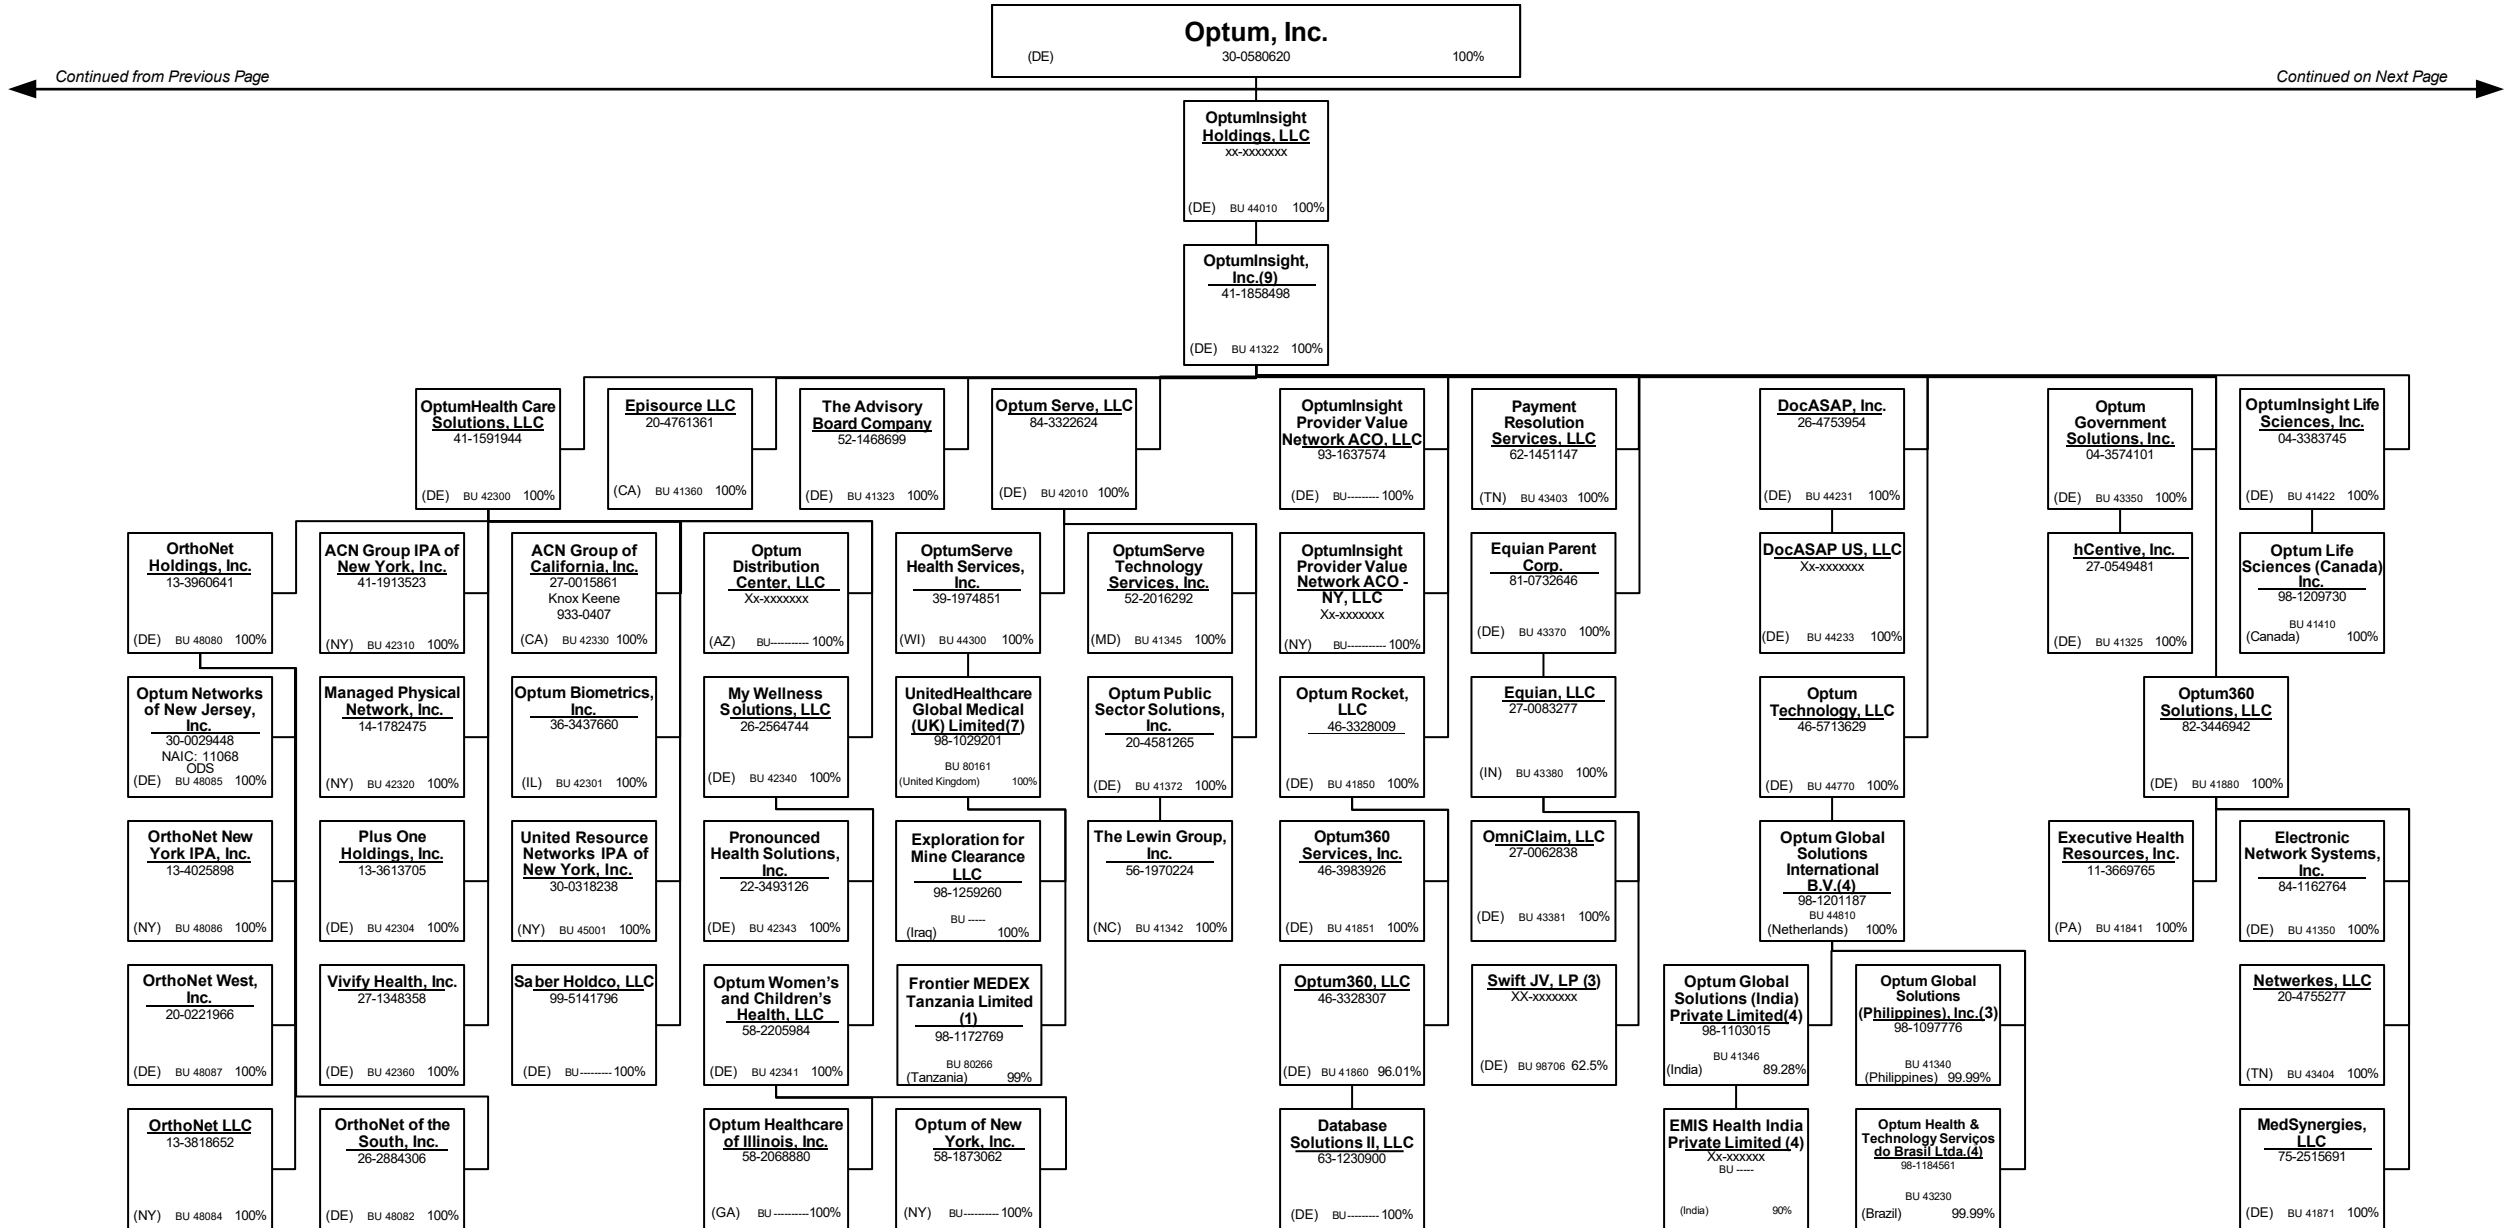 Optum, Inc.
(DE) 30-0580620 100%
Continued from Previous Page
Continued on Next Page
OptumInsight
Holdings, LLC
xx-xxxxxxx
(DE) BU 44010 100%
OptumInsight,
Inc.(9)
41-1858498
(DE) BU 41322 100%
OptumHealth Care
Solutions, LLC
41-1591944
(DE) BU 42300 100%
Episource LLC
20-4761361
(CA) BU 41360 100%
The Advisory
Board Company
52-1468699
(DE) BU 41323 100%
Optum Serve, LLC
84-3322624
(DE) BU 42010 100%
OptumInsight
Provider Value
Network ACO, LLC
93-1637574
(DE) BU--------- 100%
Payment
Resolution
Services, LLC
62-1451147
(TN) BU 43403 100%
DocASAP, Inc.
26-4753954
(DE) BU 44231 100%
Optum
Government
Solutions, Inc.
04-3574101
(DE) BU 43350 100%
OptumInsight Life
Sciences, Inc.
04-3383745
(DE) BU 41422 100%
OrthoNet
Holdings, Inc.
13-3960641
(DE) BU 48080 100%
ACN Group IPA of
New York, Inc.
41-1913523
(NY) BU 42310 100%
ACN Group of
California, Inc.
27-0015861
Knox Keene
933-0407
(CA) BU 42330 100%
Optum
Distribution
Center, LLC
Xx-xxxxxxx
(AZ) BU----------- 100%
OptumServe
Health Services,
Inc.
39-1974851
(WI) BU 44300 100%
OptumServe
Technology
Services, Inc.
52-2016292
(MD) BU 41345 100%
OptumInsight
Provider Value
Network ACO -
NY, LLC
Xx-xxxxxxx
(NY) BU----------- 100%
Equian Parent
Corp.
81-0732646
(DE) BU 43370 100%
DocASAP US, LLC
Xx-xxxxxxx
(DE) BU 44233 100%
hCentive, Inc.
27-0549481
(DE) BU 41325 100%
Optum Life
Sciences (Canada)
Inc.
98-1209730
BU 41410
(Canada) 100%
Optum Networks
of New Jersey,
Inc.
30-0029448
NAIC: 11068
ODS
(DE) BU 48085 100%
Managed Physical
Network, Inc.
14-1782475
(NY) BU 42320 100%
Optum Biometrics,
Inc.
36-3437660
(IL) BU 42301 100%
My Wellness
Solutions, LLC
26-2564744
(DE) BU 42340 100%
UnitedHealthcare
Global Medical
(UK) Limited(7)
98-1029201
BU 80161
(United Kingdom) 100%
Optum Public
Sector Solutions,
Inc.
20-4581265
(DE) BU 41372 100%
Optum Rocket,
LLC
46-3328009
(DE) BU 41850 100%
Equian, LLC
27-0083277
(IN) BU 43380 100%
Optum
Technology, LLC
46-5713629
(DE) BU 44770 100%
Optum360
Solutions, LLC
82-3446942
(DE) BU 41880 100%
OrthoNet New
York IPA, Inc.
13-4025898
(NY) BU 48086 100%
Plus One
Holdings, Inc.
13-3613705
(DE) BU 42304 100%
United Resource
Networks IPA of
New York, Inc.
30-0318238
(NY) BU 45001 100%
Pronounced
Health Solutions,
Inc.
22-3493126
(DE) BU 42343 100%
Exploration for
Mine Clearance
LLC
98-1259260
BU -----
(Iraq) 100%
The Lewin Group,
Inc.
56-1970224
(NC) BU 41342 100%
Optum360
Services, Inc.
46-3983926
(DE) BU 41851 100%
OmniClaim, LLC
27-0062838
(DE) BU 43381 100%
Optum Global
Solutions
International
B.V.(4)
98-1201187
BU 44810
(Netherlands) 100%
Executive Health
Resources, Inc.
11-3669765
(PA) BU 41841 100%
Electronic
Network Systems,
Inc.
84-1162764
(DE) BU 41350 100%
OrthoNet West,
Inc.
20-0221966
(DE) BU 48087 100%
Vivify Health, Inc.
27-1348358
(DE) BU 42360 100%
Saber Holdco, LLC
99-5141796
(DE) BU--------- 100%
Optum Women's
and Children's
Health, LLC
58-2205984
(DE) BU 42341 100%
Frontier MEDEX
Tanzania Limited
(1)
98-1172769
BU 80266
(Tanzania) 99%
Optum360, LLC
46-3328307
(DE) BU 41860 96.01%
Swift JV, LP (3)
XX-xxxxxxx
(DE) BU 98706 62.5%
Optum Global
Solutions (India)
Private Limited(4)
98-1103015
BU 41346
(India) 89.28%
Optum Global
Solutions
(Philippines), Inc.(3)
98-1097776
BU 41340
(Philippines) 99.99%
Netwerkes, LLC
20-4755277
(TN) BU 43404 100%
OrthoNet LLC
13-3818652
(NY) BU 48084 100%
OrthoNet of the
South, Inc.
26-2884306
(DE) BU 48082 100%
Optum Healthcare
of Illinois, Inc.
58-2068880
(GA) BU ----------100%
Optum of New
York, Inc.
58-1873062
(NY) BU---------- 100%
Database
Solutions II, LLC
63-1230900
(DE) BU--------- 100%
EMIS Health India
Private Limited (4)
Xx-xxxxxx
BU -----
(India) 90%
Optum Health &
Technology Serviços
do Brasil Ltda.(4)
98-1184561
BU 43230
(Brazil) 99.99%
MedSynergies,
LLC
75-2515691
(DE) BU 41871 100%